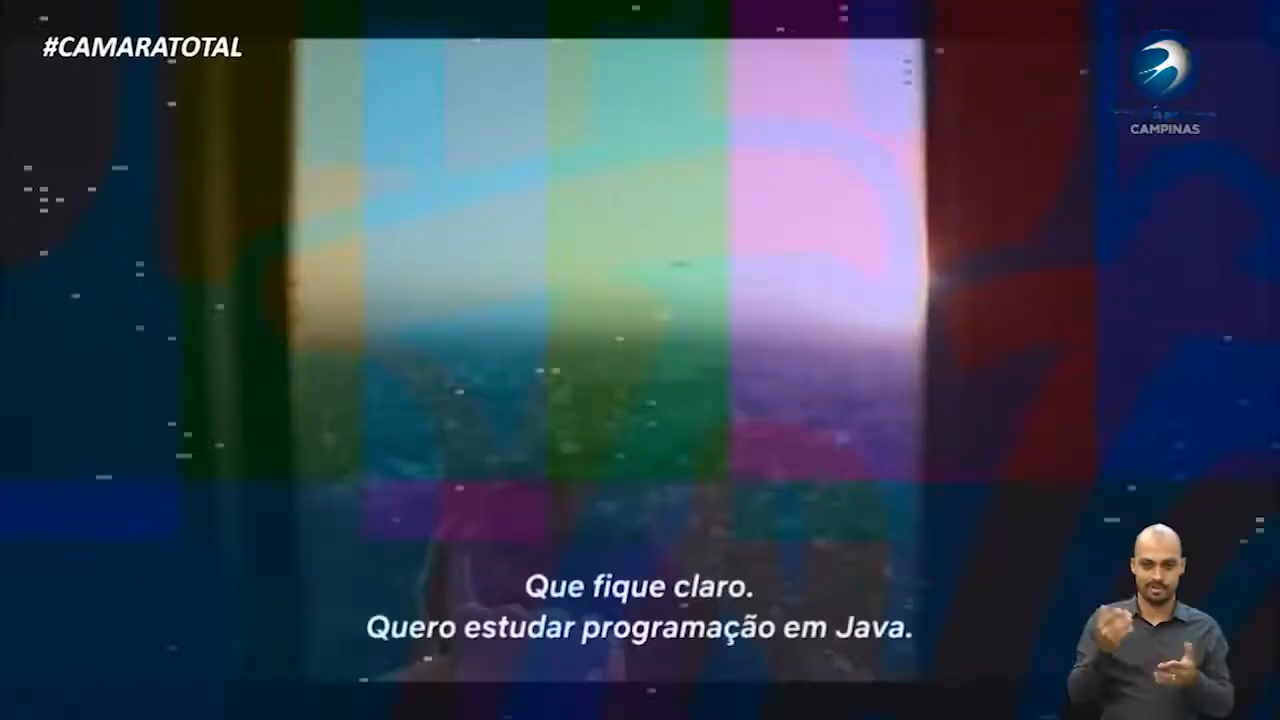 #CAMARATOTAL
CAMPINAS
Que fique claro.
Quero estudar programação em Java.